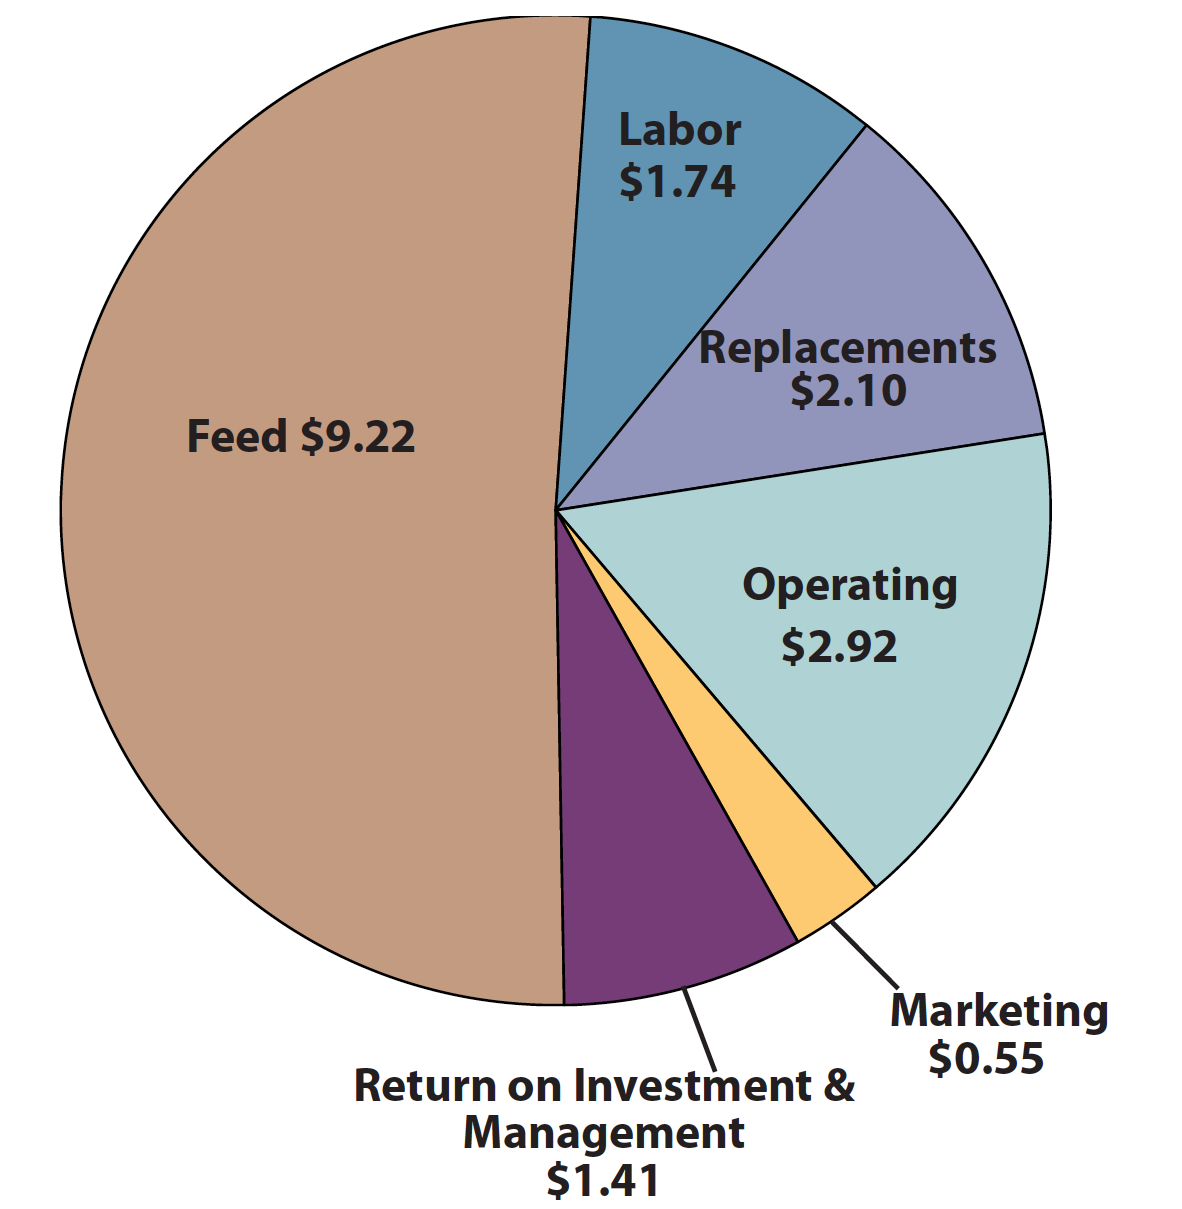 Labor
$1.74
Replacements
$2.10
Feed $9.22
Operating
$2.92
Marketing
$0.55
Return on Investment &
Management
$1.41